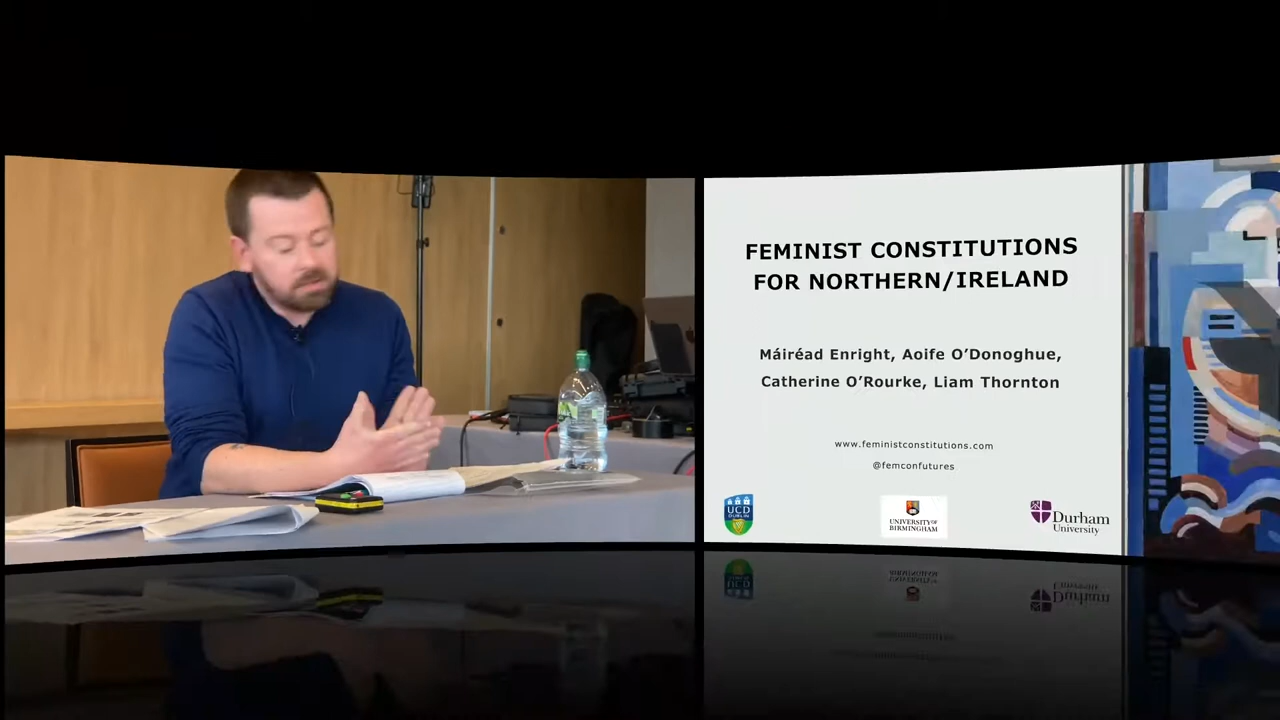 FEMINIST CONSTITUTIONS
FOR NORTHERN/IRELAND
Máiréad Enright, Aoife O'Donoghue,
Catherine O'Rourke, Liam Thornton
www.feministconstitutions.com
@femconfutures
UCD
DUBLIN
UNIVERSITY OF
BIRMINGHAM
Durham
University